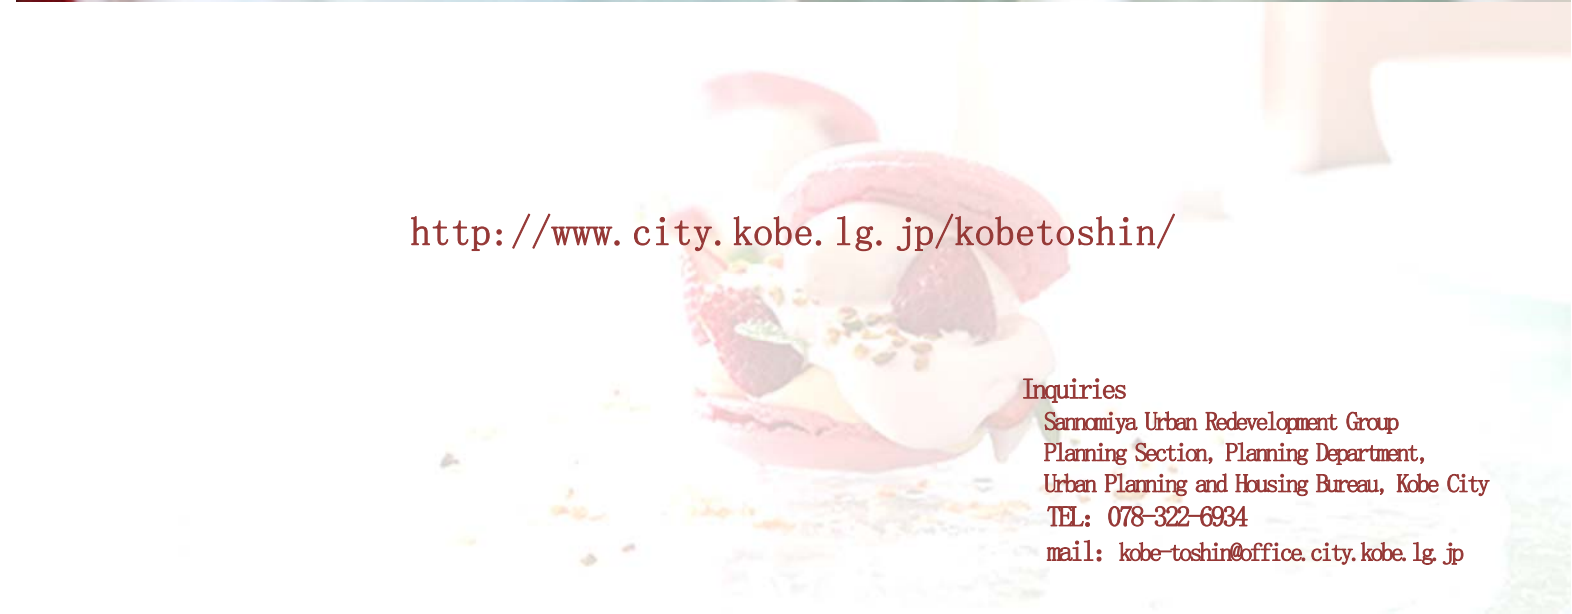 http://www.city.kobe.lg.jp/kobetoshin/
Inquiries
Sannomiya Urban Redevelopment Group
Planning Section, Planning Department,
Urban Planning and Housing Bureau, Kobe City
TEL: 078-322-6934
mail: kobe-toshin@office.city.kobe.lg.jp